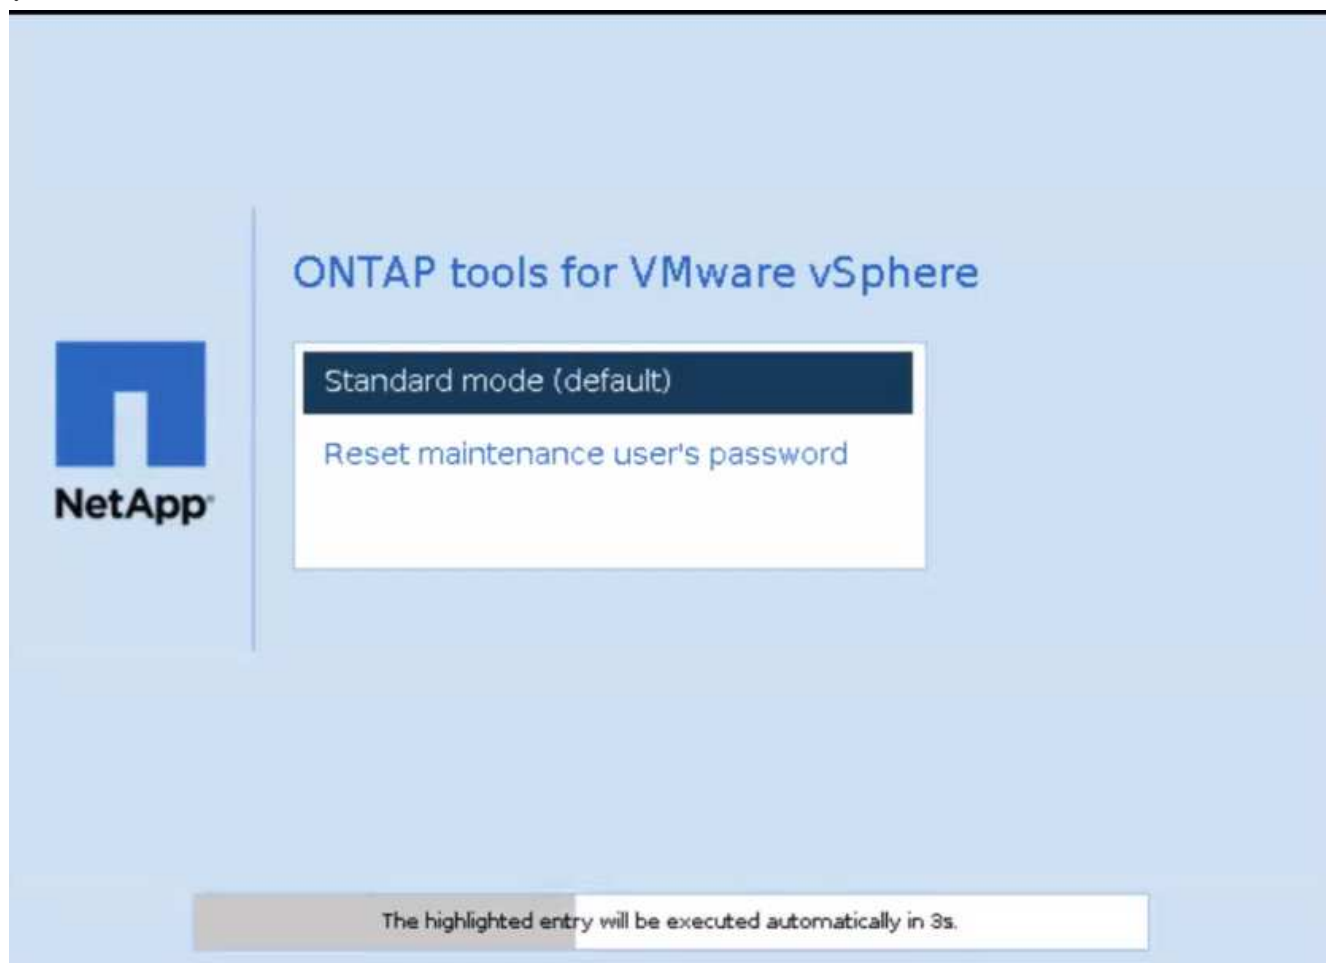 ONTAP tools for VMware vSphere
Standard mode (default)
Reset maintenance user's password
NetApp®
The highlighted entry will be executed automatically in 3s.